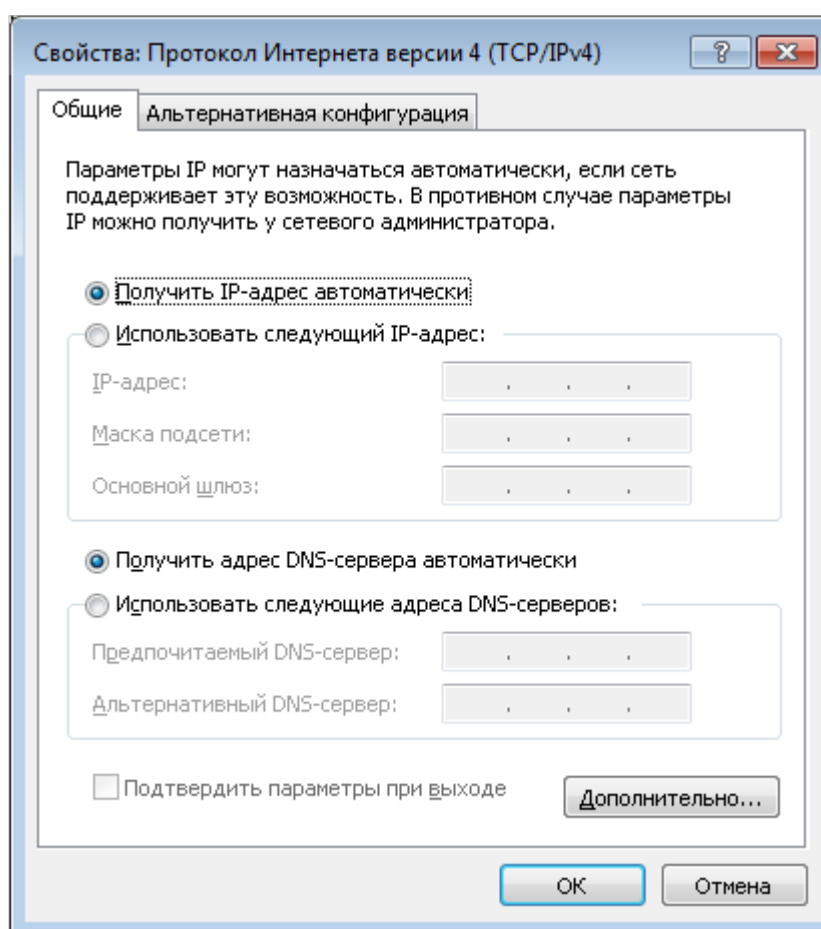 Свойства: Протокол Интернета версии 4 (TCP/IPv4)
Общие
Альтернативная конфигурация
Параметры IP могут назначаться автоматически, если сеть
поддерживает эту возможность. В противном случае параметры
IP можно получить у сетевого администратора.
Получить IP-адрес автоматически
Использовать следующий IP-адрес:
IP-адрес:
Маска подсети:
Основной шлюз:
Получить адрес DNS-сервера автоматически
Использовать следующие адреса DNS-серверов:
Предпочитаемый DNS-сервер:
Альтернативный DNS-сервер:
Подтвердить параметры при выходе
Дополнительно...
ОК
Отмена